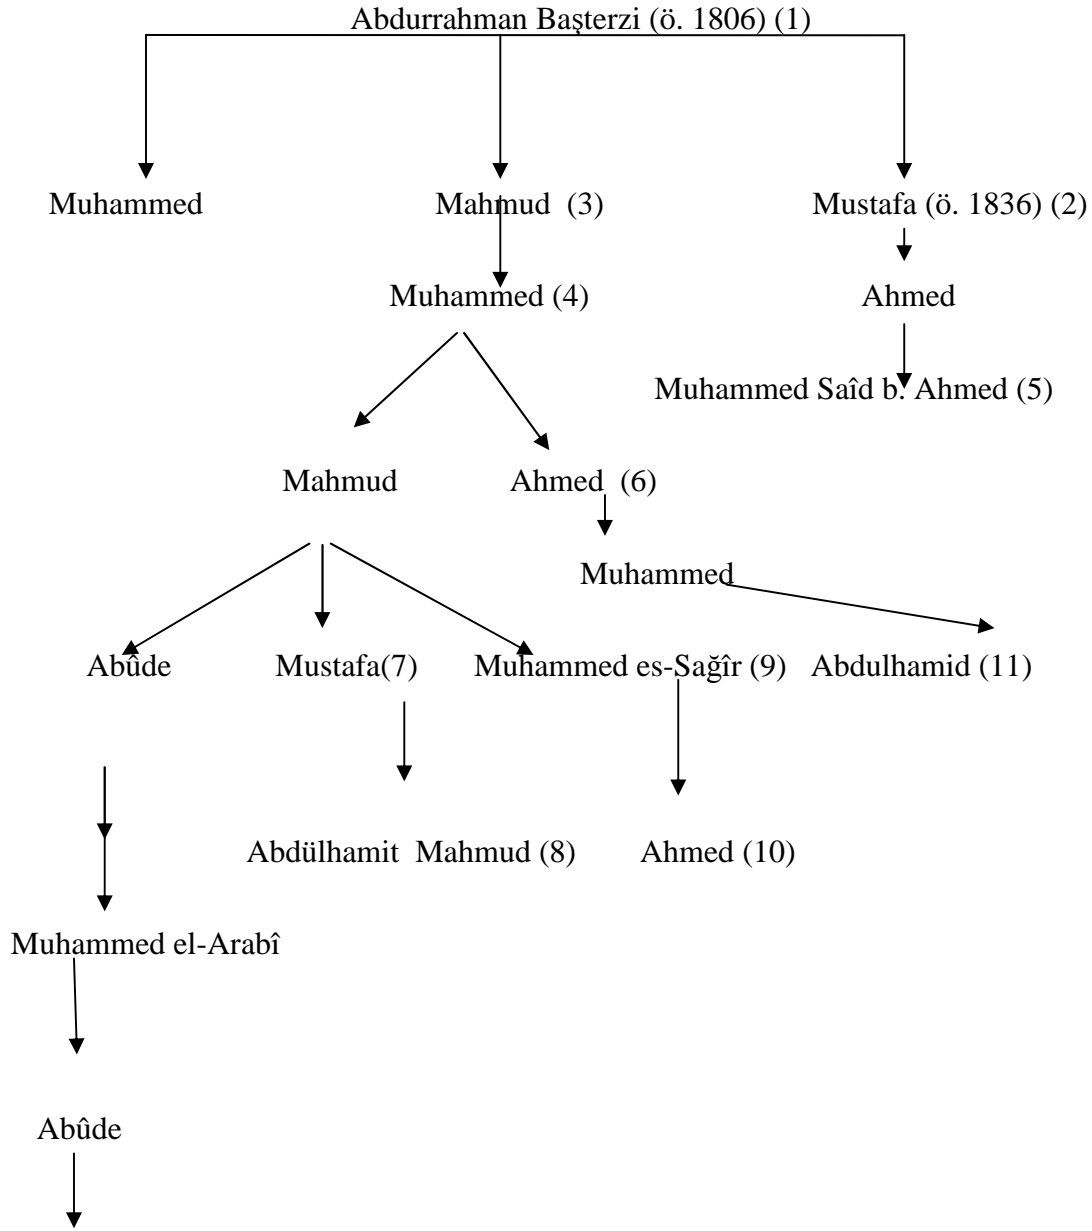 Abdurrahman Başterzi (ö. 1806) (1)
Muhammed Mahmud (3) Mustafa (ö. 1836) (2)
Muhammed (4) Ahmed
Muhammed Saîd b. Ahmed (5)
Mahmud Ahmed (6)
Muhammed
Abûde Mustafa(7) Muhammed es-Sağîr (9) Abdulhamid (11)
Abdülhamit Mahmud (8) Ahmed (10)
Muhammed el-Arabî
Abûde